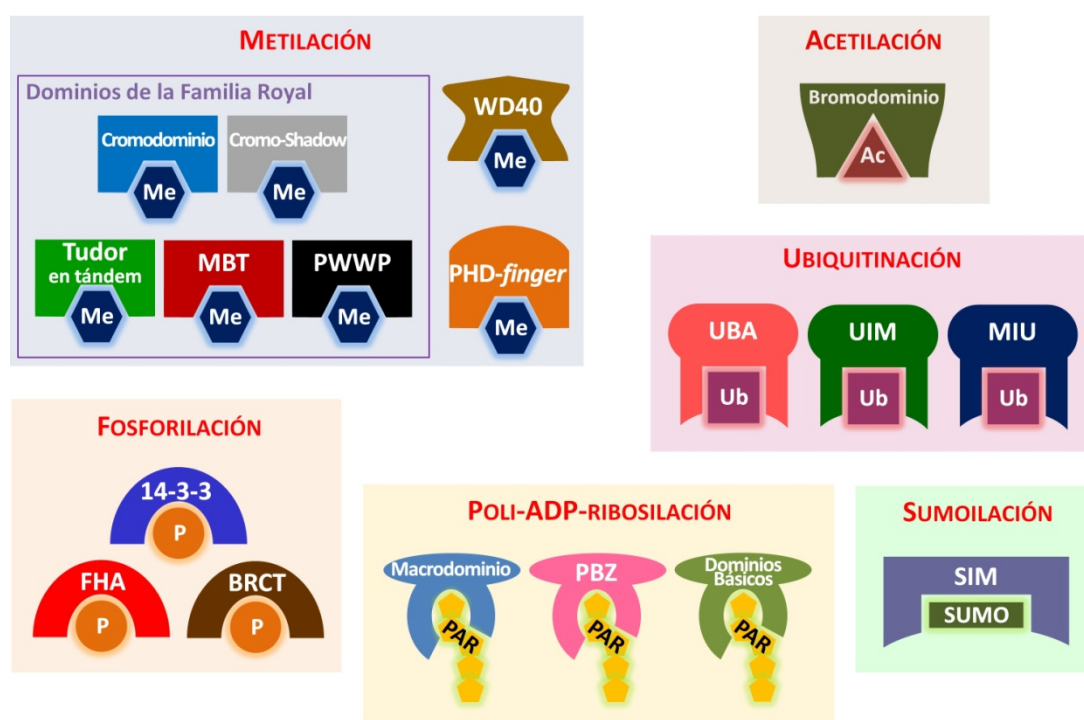 METILACIÓN
Dominios de la Familia Royal
Cromodominio
Me
Cromo-Shadow
Me
Tudor
en tándem
Me
MBT
Me
PWWP
Me
WD40
Me
PHD-finger
Me
ACETILACIÓN
Bromodominio
Ac
UBIQUITINACIÓN
UBA
Ub
UIM
Ub
MIU
Ub
FOSFORILACIÓN
14-3-3
P
FHA
P
BRCT
P
POLI-ADP-RIBOSILACIÓN
Macrodominio
PAR
PBZ
PAR
Dominios
Básicos
PAR
SUMOILACIÓN
SIM
SUMO